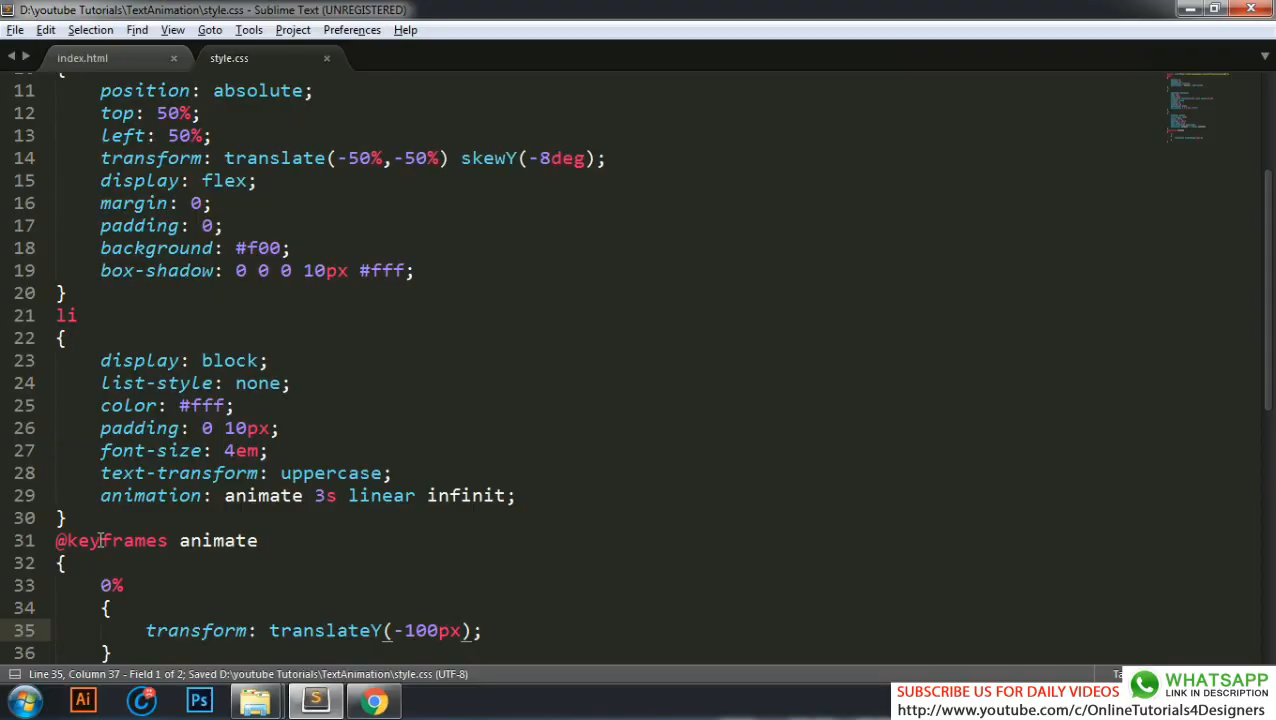 D:\youtube Tutorials\TextAnimation\style.css - Sublime Text (UNREGISTERED)
File Edit Selection Find View Goto Tools Project Preferences Help
index.html style.css
11 position: absolute;
12 top: 50%;
13 left: 50%;
14 transform: translate(-50%,-50%) skewY(-8deg);
15 display: flex;
16 margin: 0;
17 padding: 0;
18 background: #f00;
19 box-shadow: 0 0 0 10px #fff;
20 }
21 li
22 {
23 display: block;
24 list-style: none;
25 color: #fff;
26 padding: 0 10px;
27 font-size: 4em;
28 text-transform: uppercase;
29 animation: animate 3s linear infinit;
30 }
31 @keyframes animate
32 {
33 0%
34 {
35 transform: translateY(-100px);
36 }
Line 35, Column 37 - Field 1 of 2; Saved D:\youtube Tutorials\TextAnimation\style.css (UTF-8)
Ai Ps S
SUBSCRIBE US FOR DAILY VIDEOS
http://www.youtube.com/c/OnlineTutorials4Designers
WHATSAPP
LINK IN DESCRIPTION